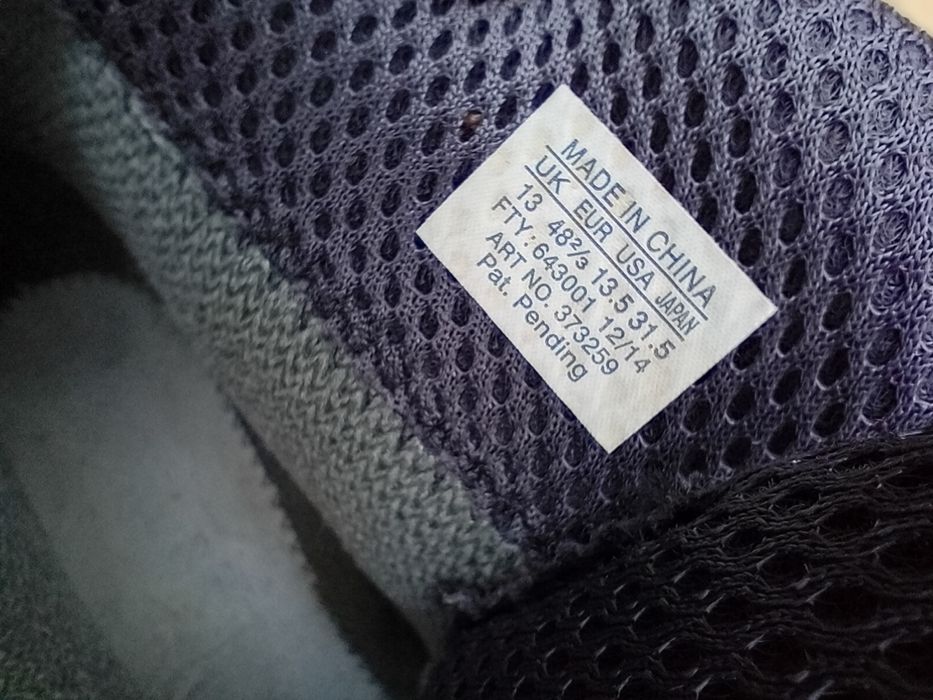 MADE IN CHINA
UK EUR USA JAPAN
13 48⅔ 13.5 31.5
FTY: 643001 12/14
ART NO. 373259
Pat. Pending